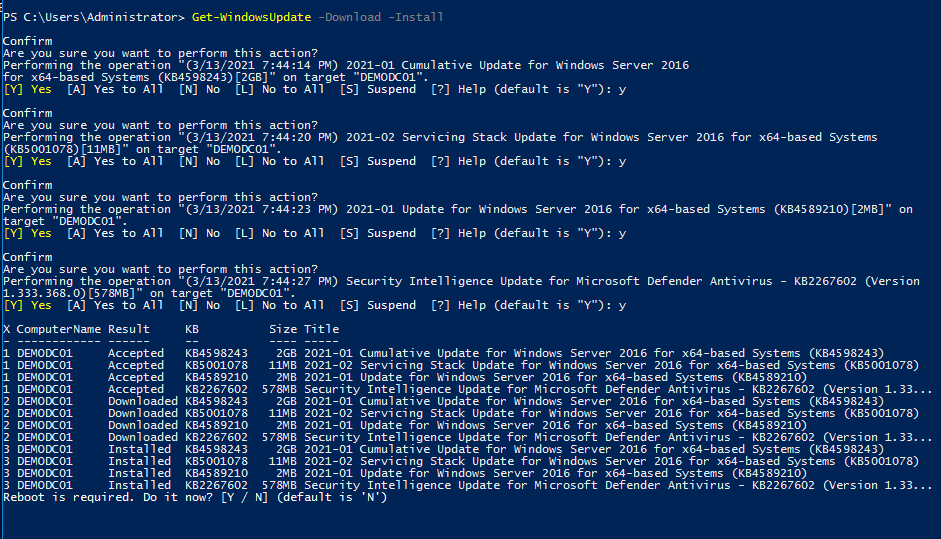 PS C:\Users\Administrator> Get-WindowsUpdate -Download -Install
Confirm
Are you sure you want to perform this action?
Performing the operation "(3/13/2021 7:44:14 PM) 2021-01 Cumulative Update for Windows Server 2016
for x64-based Systems (KB4598243)[2GB]" on target "DEMODC01".
[Y] Yes  [A] Yes to All  [N] No  [L] No to All  [S] Suspend  [?] Help (default is "Y"): y
Confirm
Are you sure you want to perform this action?
Performing the operation "(3/13/2021 7:44:20 PM) 2021-02 Servicing Stack Update for Windows Server 2016 for x64-based Systems
(KB5001078)[11MB]" on target "DEMODC01".
[Y] Yes  [A] Yes to All  [N] No  [L] No to All  [S] Suspend  [?] Help (default is "Y"): y
Confirm
Are you sure you want to perform this action?
Performing the operation "(3/13/2021 7:44:23 PM) 2021-01 Update for Windows Server 2016 for x64-based Systems (KB4589210)[2MB]" on
target "DEMODC01".
[Y] Yes  [A] Yes to All  [N] No  [L] No to All  [S] Suspend  [?] Help (default is "Y"): y
Confirm
Are you sure you want to perform this action?
Performing the operation "(3/13/2021 7:44:27 PM) Security Intelligence Update for Microsoft Defender Antivirus - KB2267602 (Version
1.333.368.0)[578MB]" on target "DEMODC01".
[Y] Yes  [A] Yes to All  [N] No  [L] No to All  [S] Suspend  [?] Help (default is "Y"): y
X ComputerName Result     KB          Size Title
- ------------ ------     --          ---- -----
1 DEMODC01     Accepted   KB4598243    2GB 2021-01 Cumulative Update for Windows Server 2016 for x64-based Systems (KB4598243)
1 DEMODC01     Accepted   KB5001078   11MB 2021-02 Servicing Stack Update for Windows Server 2016 for x64-based Systems (KB5001078)
1 DEMODC01     Accepted   KB4589210    2MB 2021-01 Update for Windows Server 2016 for x64-based Systems (KB4589210)
1 DEMODC01     Accepted   KB2267602  578MB Security Intelligence Update for Microsoft Defender Antivirus - KB2267602 (Version 1.33...
2 DEMODC01     Downloaded KB4598243    2GB 2021-01 Cumulative Update for Windows Server 2016 for x64-based Systems (KB4598243)
2 DEMODC01     Downloaded KB5001078   11MB 2021-02 Servicing Stack Update for Windows Server 2016 for x64-based Systems (KB5001078)
2 DEMODC01     Downloaded KB4589210    2MB 2021-01 Update for Windows Server 2016 for x64-based Systems (KB4589210)
2 DEMODC01     Downloaded KB2267602  578MB Security Intelligence Update for Microsoft Defender Antivirus - KB2267602 (Version 1.33...
3 DEMODC01     Installed  KB4598243    2GB 2021-01 Cumulative Update for Windows Server 2016 for x64-based Systems (KB4598243)
3 DEMODC01     Installed  KB5001078   11MB 2021-02 Servicing Stack Update for Windows Server 2016 for x64-based Systems (KB5001078)
3 DEMODC01     Installed  KB4589210    2MB 2021-01 Update for Windows Server 2016 for x64-based Systems (KB4589210)
3 DEMODC01     Installed  KB2267602  578MB Security Intelligence Update for Microsoft Defender Antivirus - KB2267602 (Version 1.33...
Reboot is required. Do it now? [Y / N] (default is 'N')